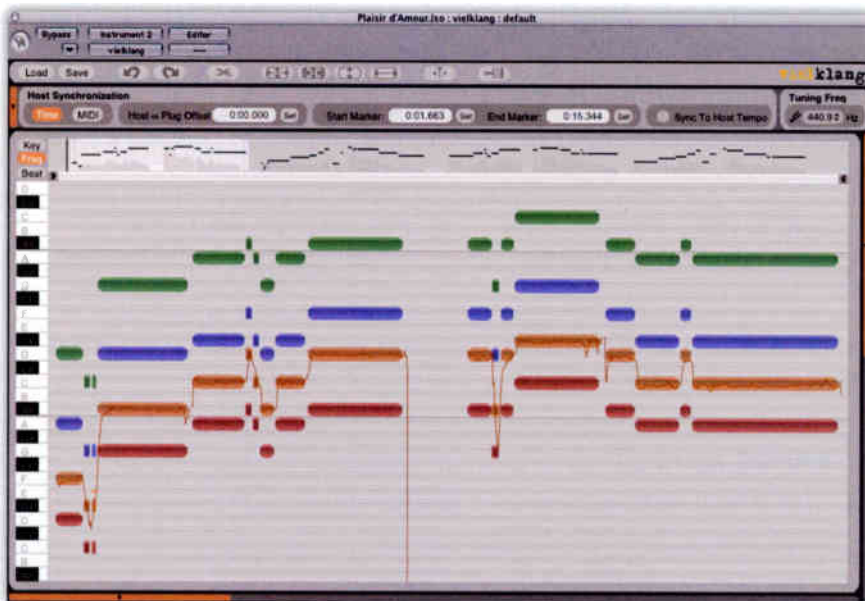 Plaisir d'Amour.lso : vielklang : default
Bypass Instrument 2 Editor
vielklang ----
Load Save
vielklang
Host Synchronization
Tuning Freq
Time MIDI Host ⇔ Plug Offset 0:00.000 Set Start Marker: 0:01.663 Set End Marker: 0:15.344 Set Sync To Host Tempo
440.92 Hz
Key
Freq
Beat
D
C
B
A
G
F
E
D
C
B
A
G
F
E
D
C
B